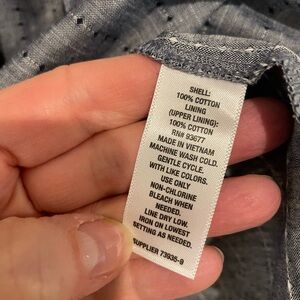 SHELL:
100% COTTON
LINING
(UPPER LINING):
100% COTTON
RN# 93677
MADE IN VIETNAM
MACHINE WASH COLD.
GENTLE CYCLE.
WITH LIKE COLORS.
USE ONLY
NON-CHLORINE
BLEACH WHEN
NEEDED.
LINE DRY LOW.
IRON ON LOWEST
SETTING AS NEEDED.
SUPPLIER 73935-9